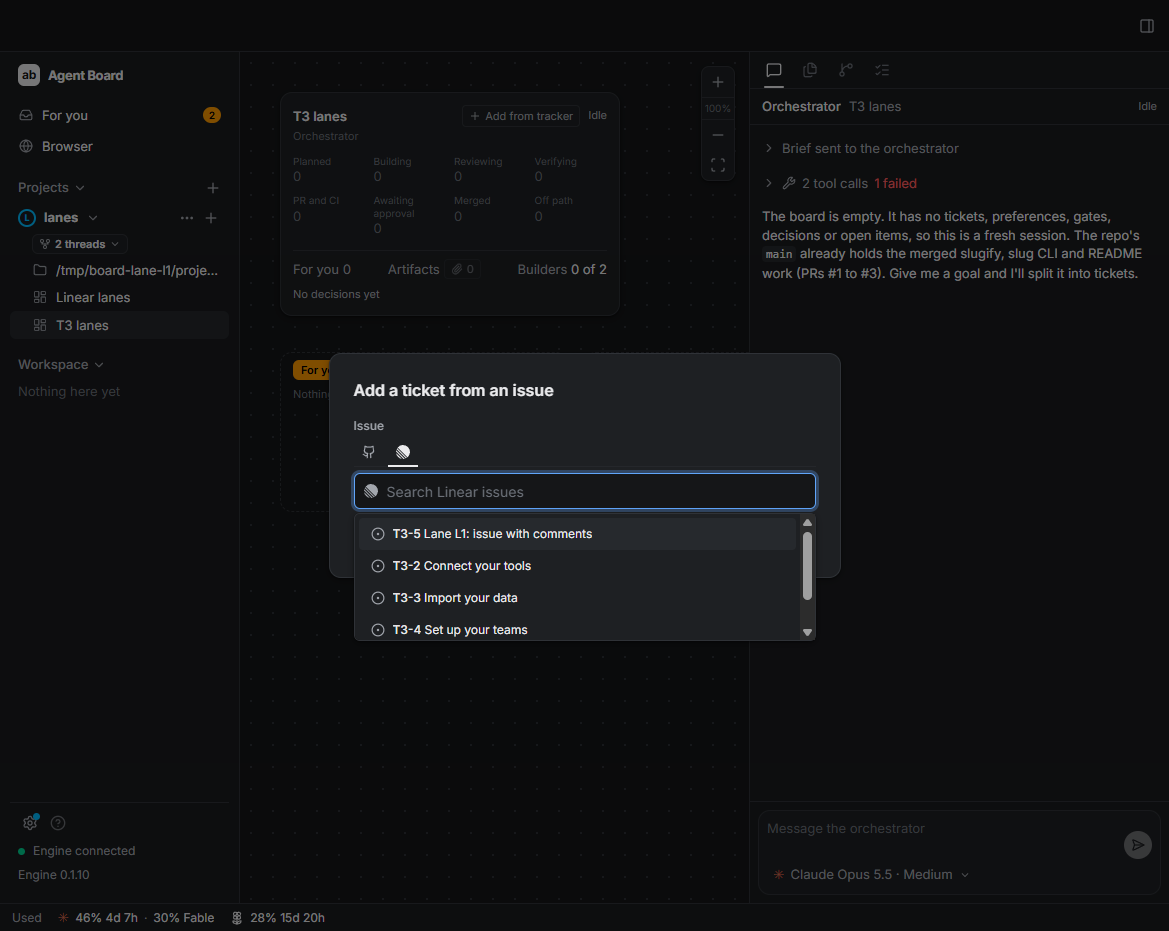 ab Agent Board
For you 2
Browser
Projects
L lanes
2 threads
/tmp/board-lane-l1/proje...
Linear lanes
T3 lanes
Workspace
Nothing here yet
Engine connected
Engine 0.1.10
T3 lanes
Add from tracker
Idle
Orchestrator
Planned
0
Building
0
Reviewing
0
Verifying
0
PR and CI
0
Awaiting
approval
0
Merged
0
Off path
0
For you 0
Artifacts 0
Builders 0 of 2
No decisions yet
100%
For y
Nothin
Add a ticket from an issue
Issue
Search Linear issues
T3-5 Lane L1: issue with comments
T3-2 Connect your tools
T3-3 Import your data
T3-4 Set up your teams
Orchestrator T3 lanes
Idle
Brief sent to the orchestrator
2 tool calls 1 failed
The board is empty. It has no tickets, preferences, gates,
decisions or open items, so this is a fresh session. The repo's
main already holds the merged slugify, slug CLI and README
work (PRs #1 to #3). Give me a goal and I'll split it into tickets.
Message the orchestrator
Claude Opus 5.5 · Medium
Used 46% 4d 7h · 30% Fable 28% 15d 20h